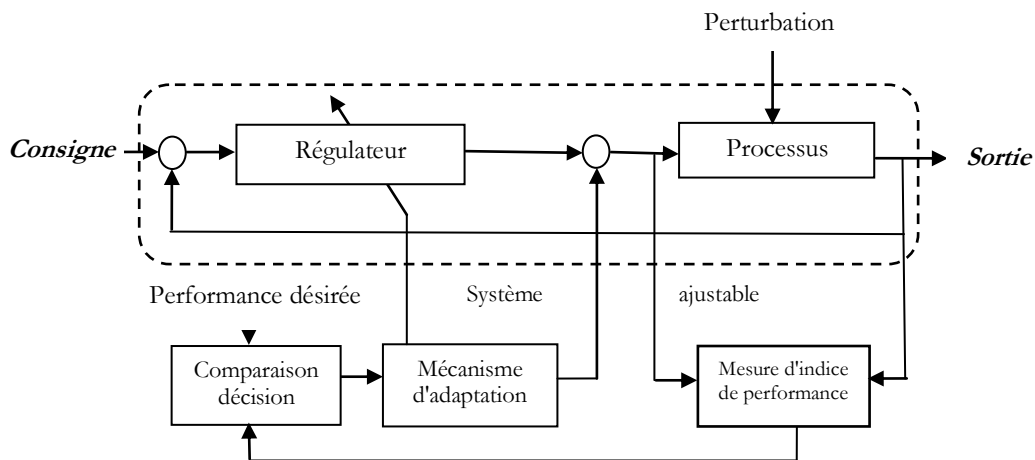 Perturbation
Consigne
Régulateur
Processus
Sortie
Performance désirée
Système
ajustable
Comparaison
décision
Mécanisme
d'adaptation
Mesure d'indice
de performance